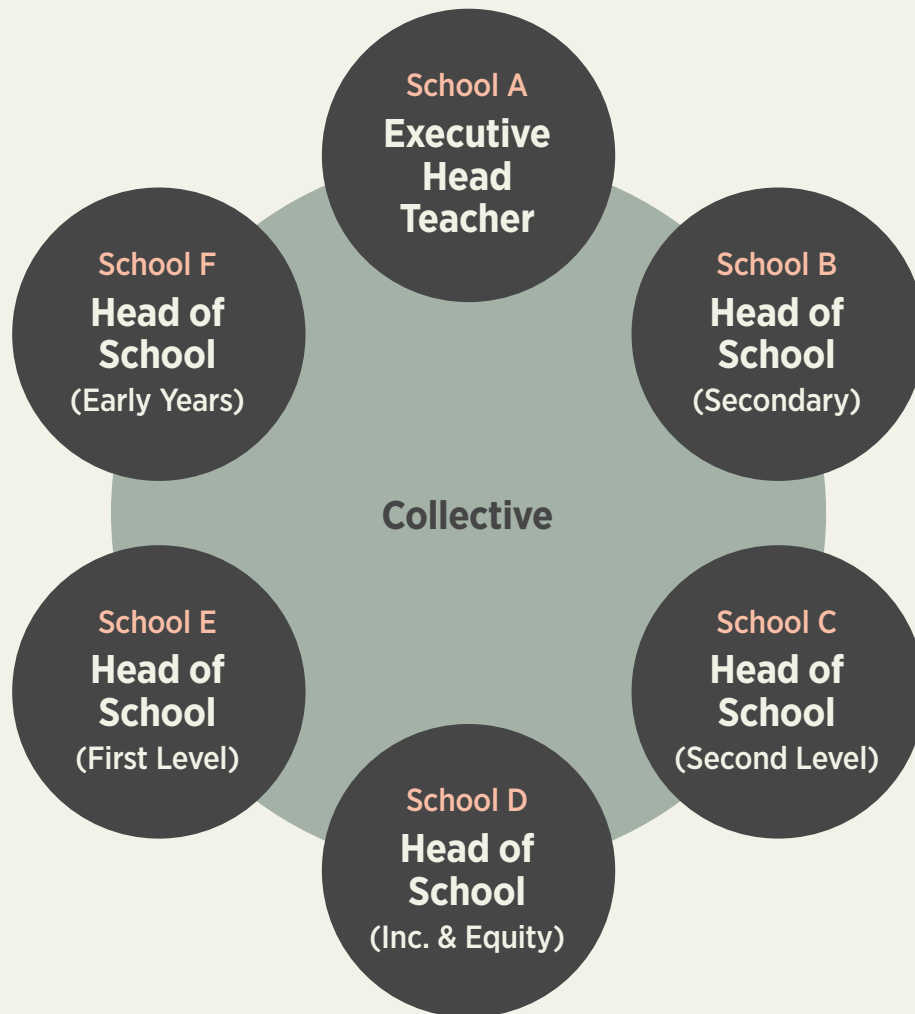 School A
Executive
Head
Teacher
School F
Head of
School
(Early Years)
School B
Head of
School
(Secondary)
Collective
School E
Head of
School
(First Level)
School C
Head of
School
(Second Level)
School D
Head of
School
(Inc. & Equity)